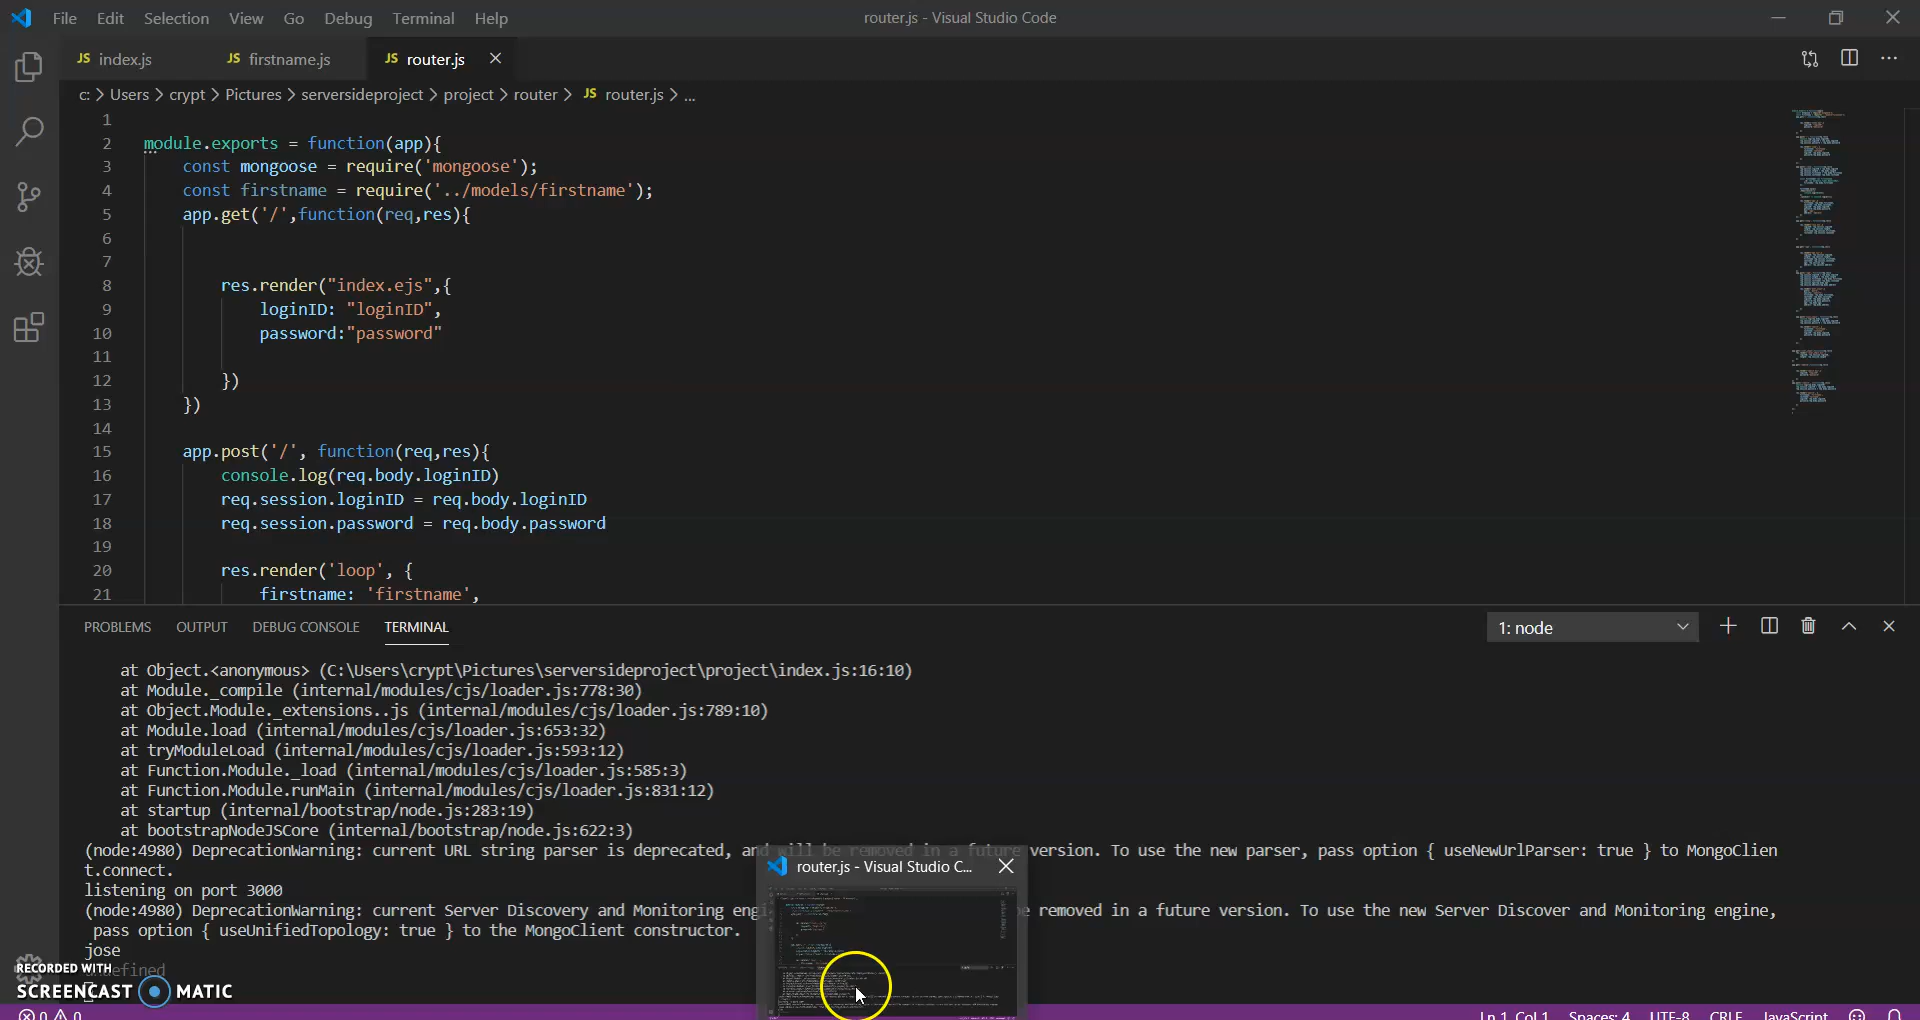 File Edit Selection View Go Debug Terminal Help router.js - Visual Studio Code
JS index.js JS firstname.js JS router.js
c: > Users > crypt > Pictures > serversideproject > project > router > JS router.js > ...
1
2 module.exports = function(app){
3 const mongoose = require('mongoose');
4 const firstname = require('../models/firstname');
5 app.get('/',function(req,res){
6
7
8 res.render("index.ejs",{
9 loginID: "loginID",
10 password:"password"
11
12 })
13 })
14
15 app.post('/', function(req,res){
16 console.log(req.body.loginID)
17 req.session.loginID = req.body.loginID
18 req.session.password = req.body.password
19
20 res.render('loop', {
21 firstname: 'firstname',
PROBLEMS OUTPUT DEBUG CONSOLE TERMINAL 1: node
at Object.<anonymous> (C:\Users\crypt\Pictures\serversideproject\project\index.js:16:10)
at Module._compile (internal/modules/cjs/loader.js:778:30)
at Object.Module._extensions..js (internal/modules/cjs/loader.js:789:10)
at Module.load (internal/modules/cjs/loader.js:653:32)
at tryModuleLoad (internal/modules/cjs/loader.js:593:12)
at Function.Module._load (internal/modules/cjs/loader.js:585:3)
at Function.Module.runMain (internal/modules/cjs/loader.js:831:12)
at startup (internal/bootstrap/node.js:283:19)
at bootstrapNodeJSCore (internal/bootstrap/node.js:622:3)
(node:4980) DeprecationWarning: current URL string parser is deprecated, and will be removed in a future version. To use the new parser, pass option { useNewUrlParser: true } to MongoClien
t.connect.
router.js - Visual Studio C...
listening on port 3000
(node:4980) DeprecationWarning: current Server Discovery and Monitoring engi e removed in a future version. To use the new Server Discover and Monitoring engine,
pass option { useUnifiedTopology: true } to the MongoClient constructor.
jose
undefined
RECORDED WITH
SCREENCAST MATIC
0 0 Ln 1, Col 1 Spaces: 4 UTF-8 CRLF JavaScript